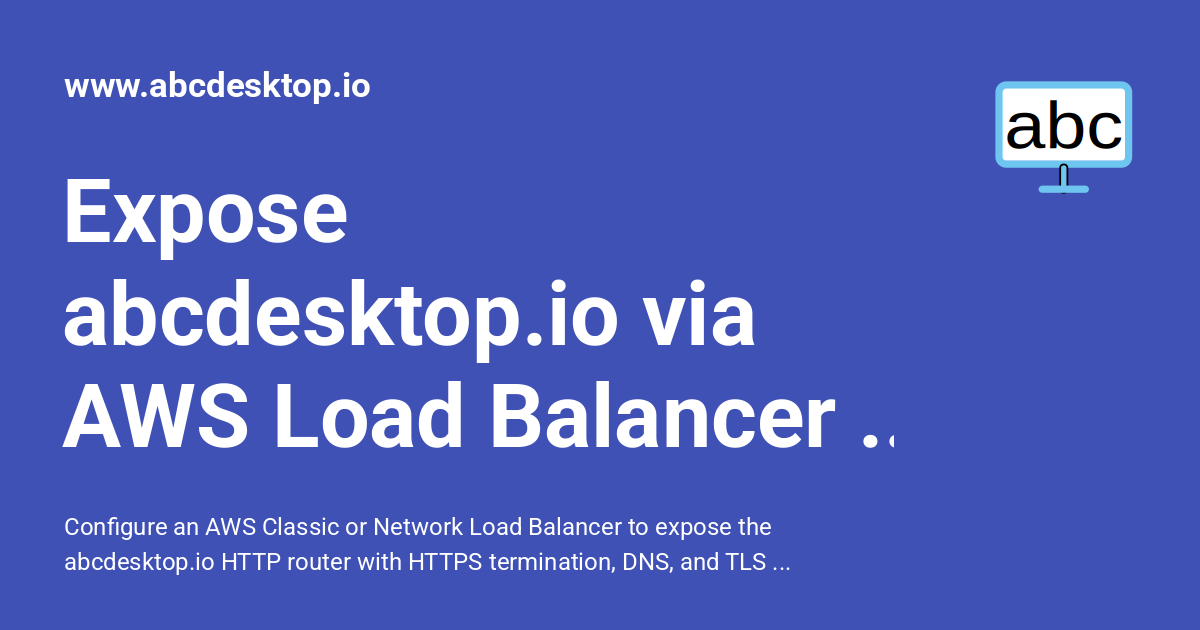 www.abcdesktop.io
abc
Expose
abcdesktop.io via
AWS Load Balancer ..
Configure an AWS Classic or Network Load Balancer to expose the
abcdesktop.io HTTP router with HTTPS termination, DNS, and TLS ...